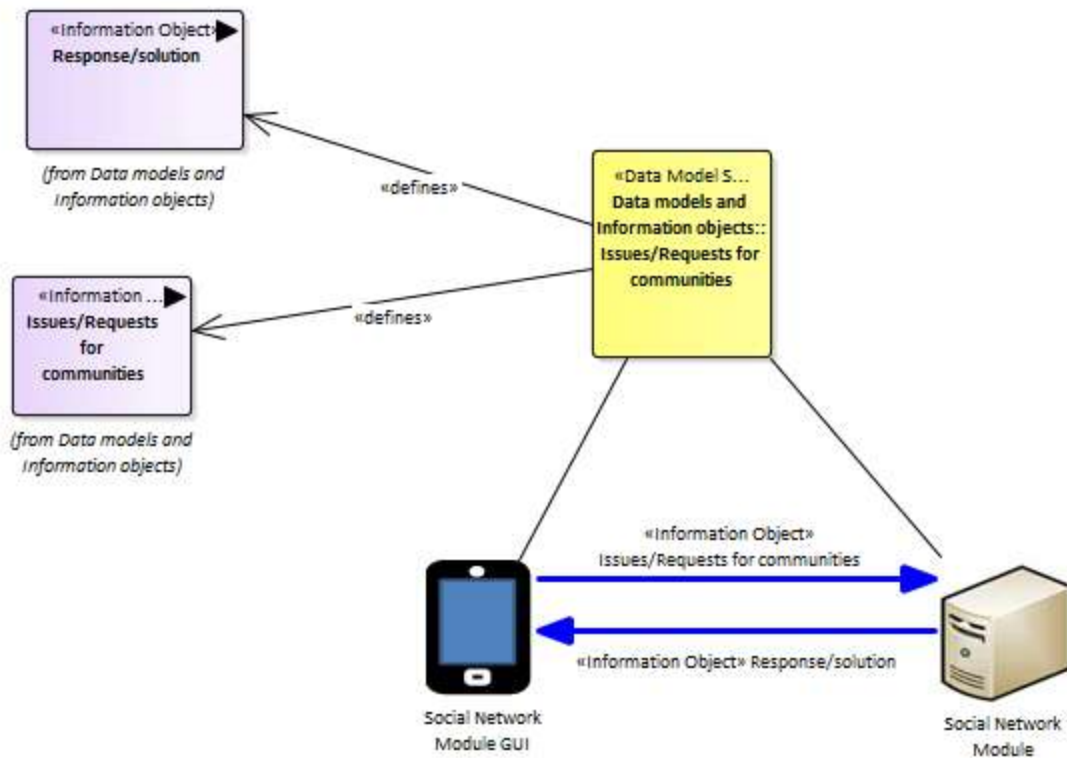 «Information Object»
Response/solution
(from Data models and
Information objects)
«defines»
«Data Model S...
Data models and
Information objects::
Issues/Requests for
communities
«Information ...
Issues/Requests
for
communities
(from Data models and
Information objects)
«defines»
«Information Object»
Issues/Requests for communities
«Information Object» Response/solution
Social Network
Module GUI
Social Network
Module